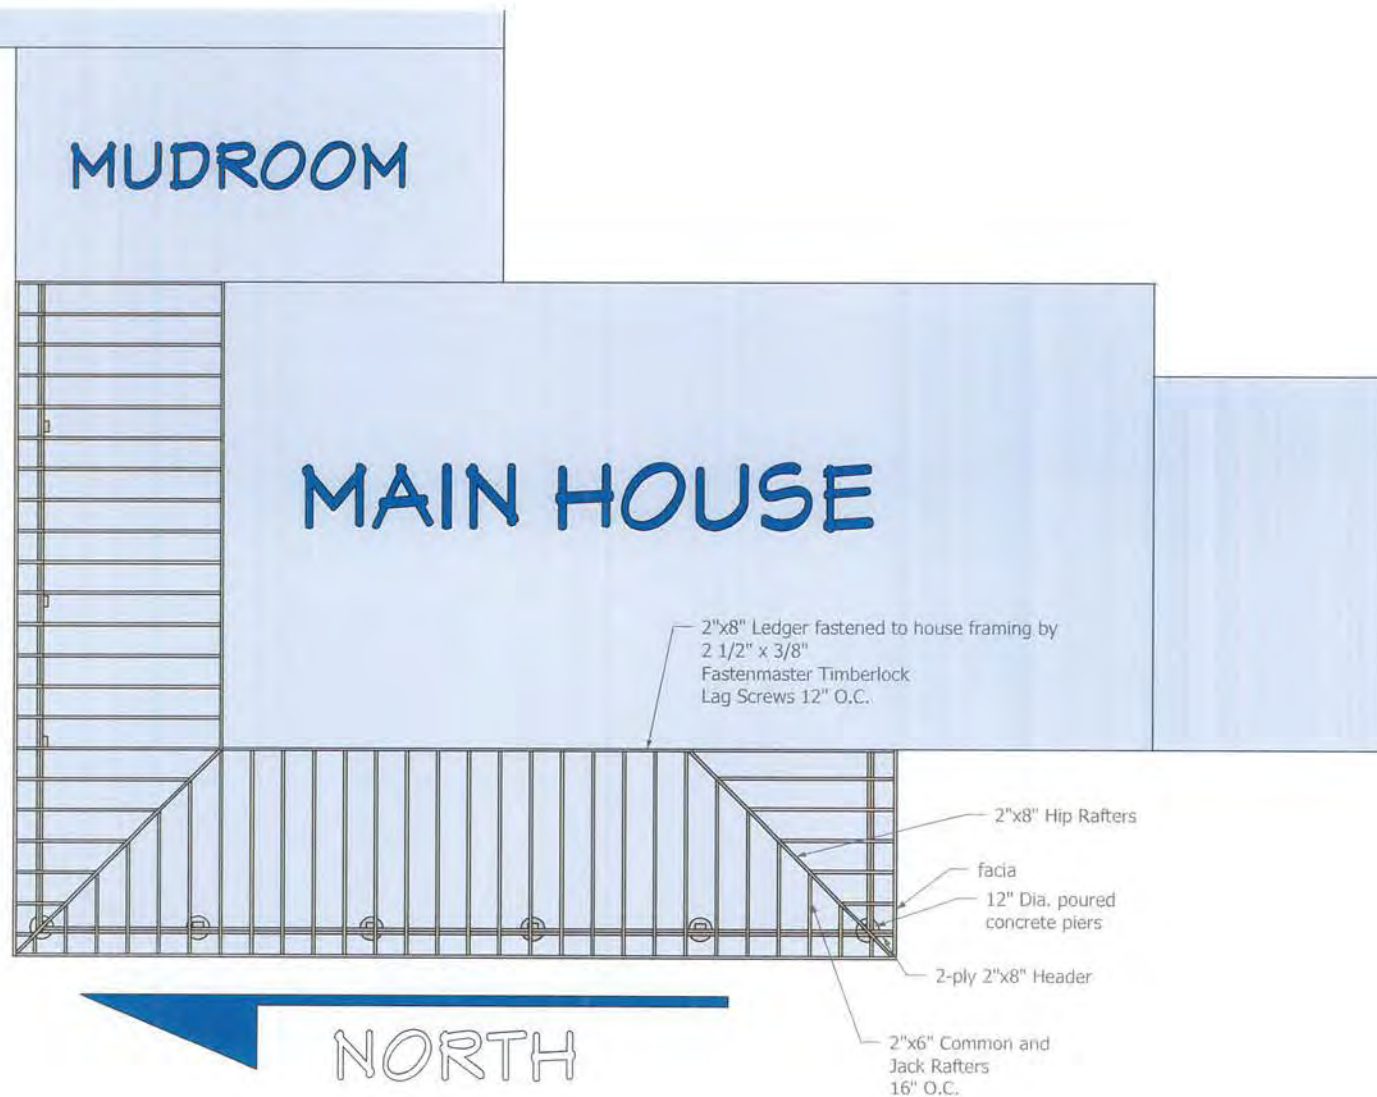 MUDROOM
MAIN HOUSE
2"x8" Ledger fastened to house framing by
2 1/2" x 3/8"
Fastenmaster Timberlock
Lag Screws 12" O.C.
2"x8" Hip Rafters
facia
12" Dia. poured
concrete piers
2-ply 2"x8" Header
2"x6" Common and
Jack Rafters
16" O.C.
NORTH